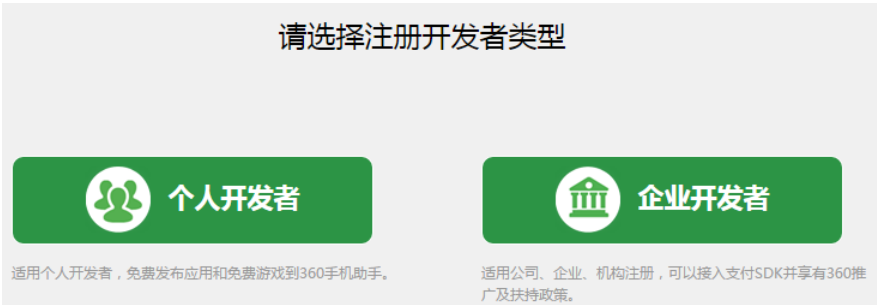 请选择注册开发者类型
个人开发者
企业开发者
适用个人开发者，免费发布应用和免费游戏到360手机助手。
适用公司、企业、机构注册，可以接入支付SDK并享有360推
广及扶持政策。